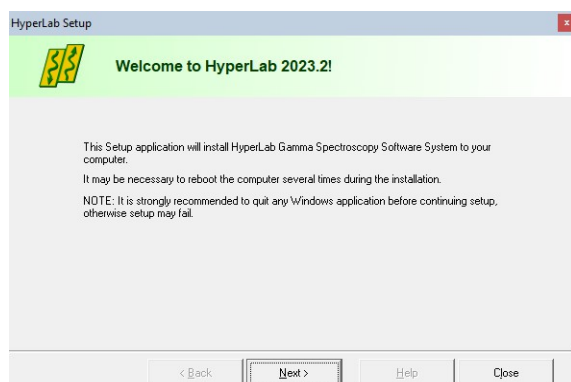 HyperLab Setup
x
Welcome to HyperLab 2023.2!
This Setup application will install HyperLab Gamma Spectroscopy Software System to your
computer.
It may be necessary to reboot the computer several times during the installation.
NOTE: It is strongly recommended to quit any Windows application before continuing setup,
otherwise setup may fail.
< Back Next > Help Close